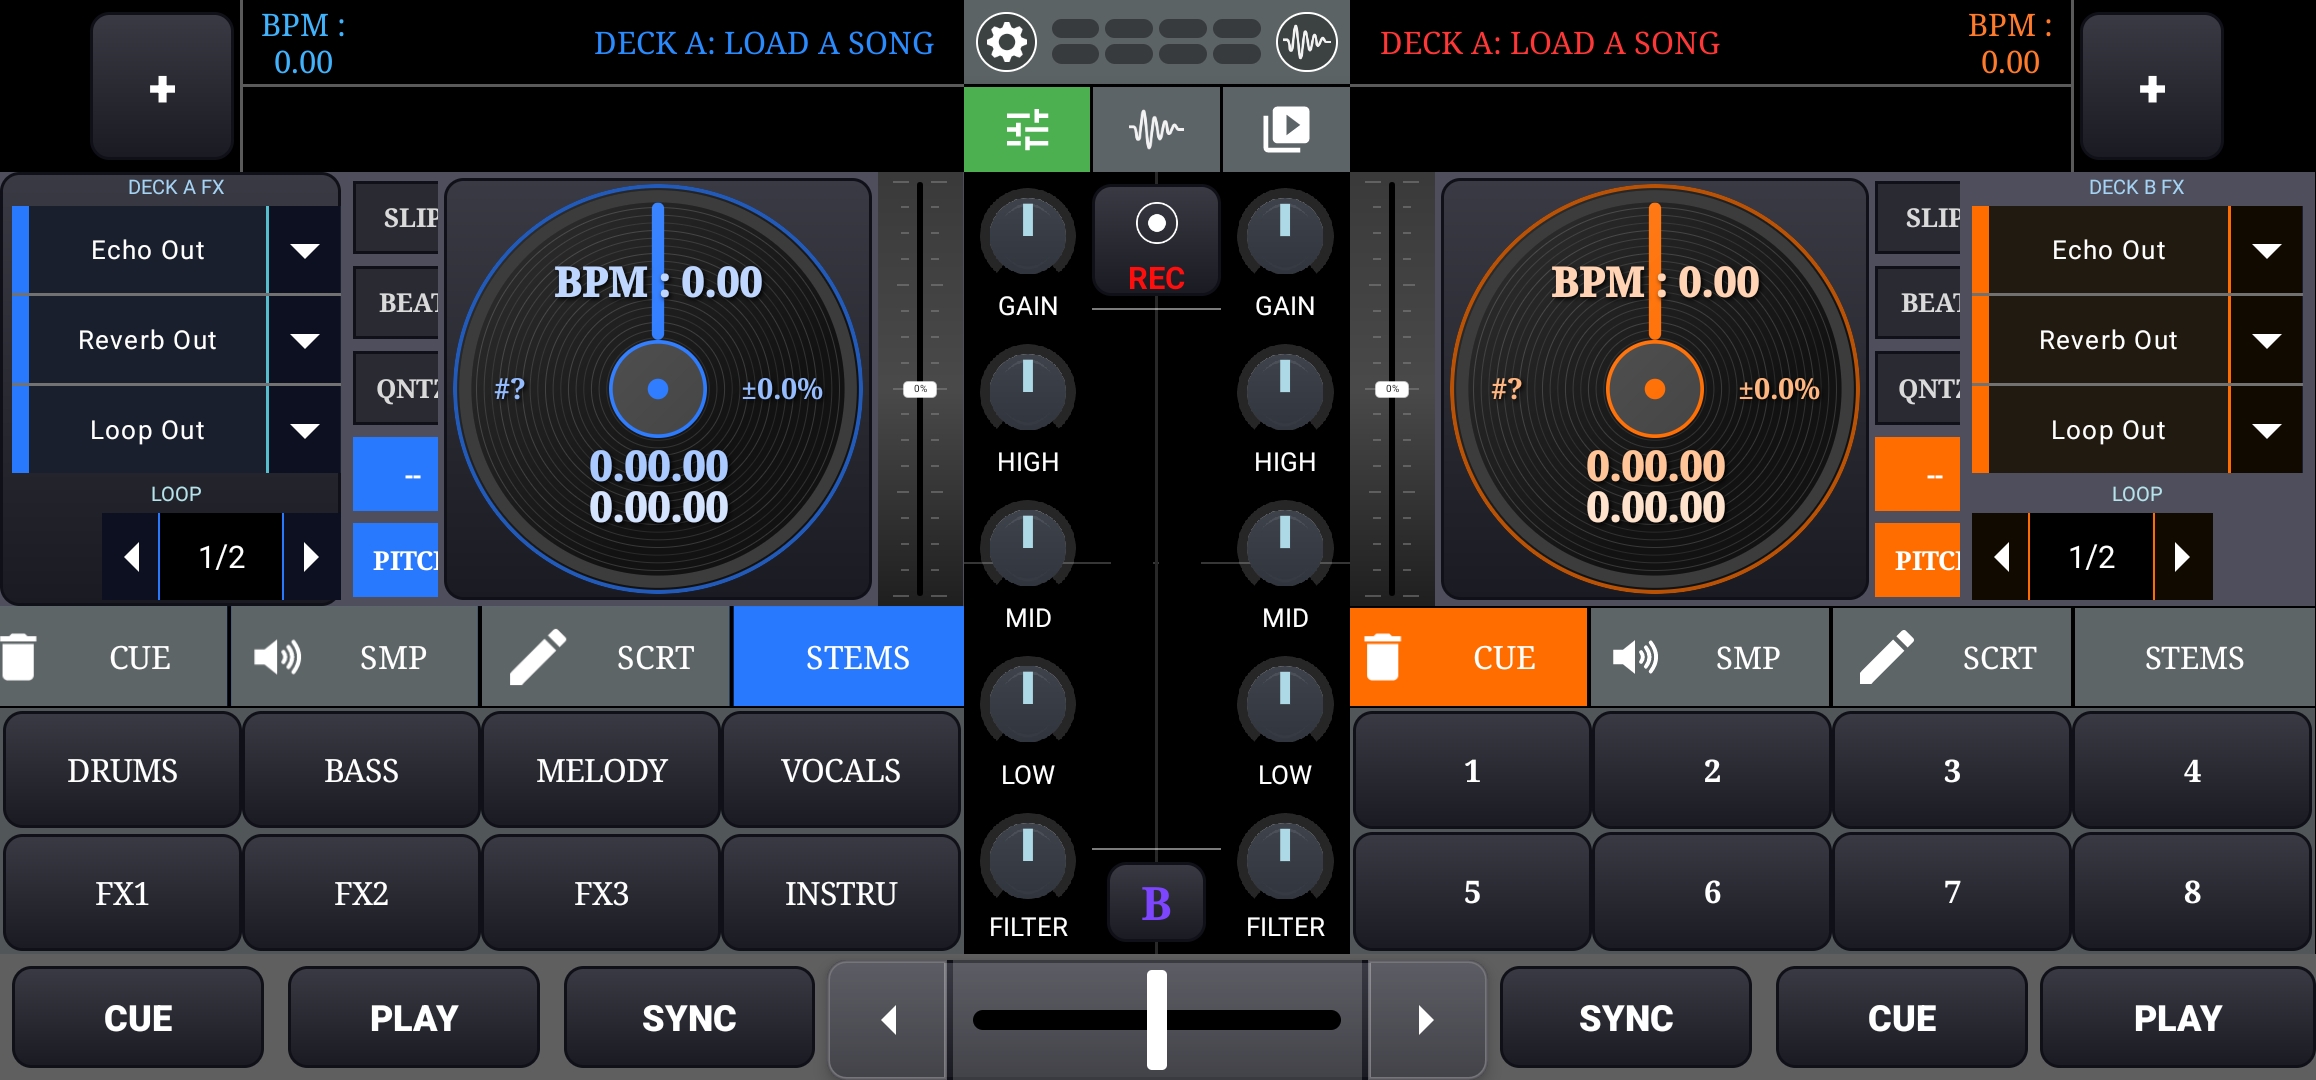 BPM :
0.00
DECK A: LOAD A SONG
DECK A: LOAD A SONG
BPM :
0.00
DECK A FX
Echo Out
Reverb Out
Loop Out
LOOP
1/2
SLIP
BEAT
QNTZ
--
PITCH
BPM : 0.00
#?
±0.0%
0.00.00
0.00.00
0%
GAIN
HIGH
MID
LOW
FILTER
REC
B
GAIN
HIGH
MID
LOW
FILTER
0%
BPM : 0.00
#?
±0.0%
0.00.00
0.00.00
SLIP
BEAT
QNTZ
--
PITCH
DECK B FX
Echo Out
Reverb Out
Loop Out
LOOP
1/2
CUE
SMP
SCRT
STEMS
DRUMS
BASS
MELODY
VOCALS
FX1
FX2
FX3
INSTRU
CUE
SMP
SCRT
STEMS
1
2
3
4
5
6
7
8
CUE
PLAY
SYNC
SYNC
CUE
PLAY